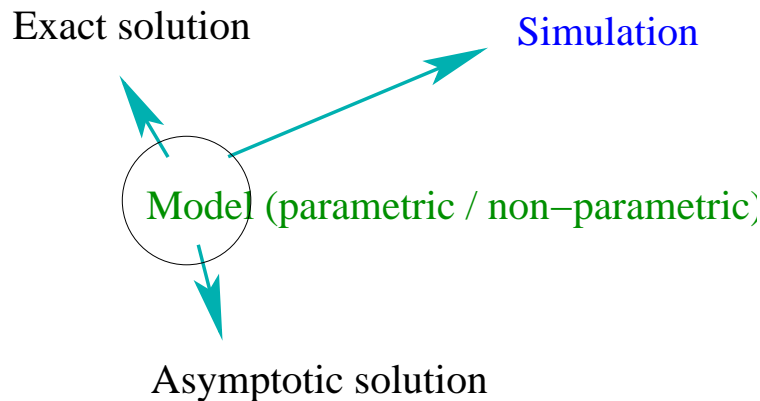 Exact solution
Simulation
Model (parametric / non−parametric)
Asymptotic solution